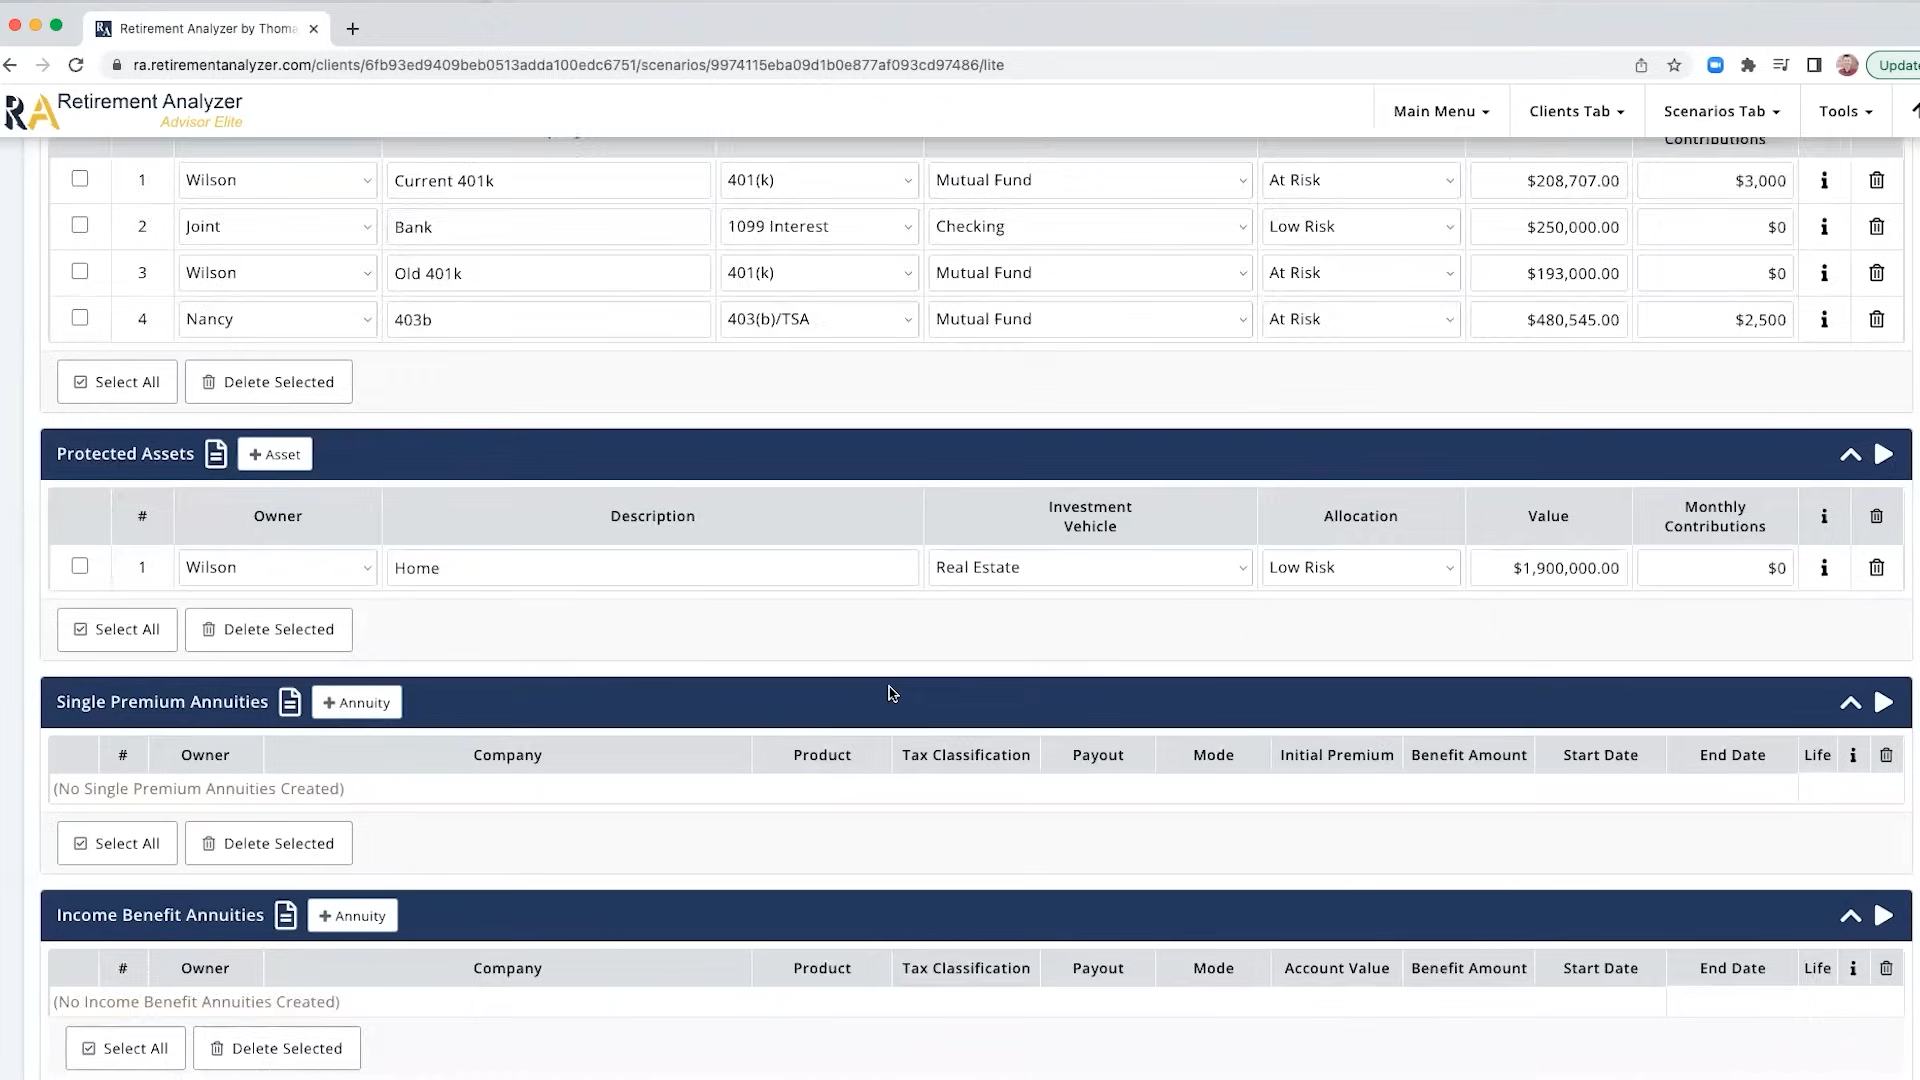 Retirement Analyzer by Thoma
ra.retirementanalyzer.com/clients/6fb93ed9409beb0513adda100edc6751/scenarios/9974115eba09d1b0e877af093cd97486/lite
Update
RA Retirement Analyzer
Advisor Elite
Main Menu
Clients Tab
Scenarios Tab
Tools
Contributions
1 Wilson Current 401k 401(k) Mutual Fund At Risk $208,707.00 $3,000
2 Joint Bank 1099 Interest Checking Low Risk $250,000.00 $0
3 Wilson Old 401k 401(k) Mutual Fund At Risk $193,000.00 $0
4 Nancy 403b 403(b)/TSA Mutual Fund At Risk $480,545.00 $2,500
Select All Delete Selected
Protected Assets + Asset
# Owner Description Investment Vehicle Allocation Value Monthly Contributions
1 Wilson Home Real Estate Low Risk $1,900,000.00 $0
Select All Delete Selected
Single Premium Annuities + Annuity
# Owner Company Product Tax Classification Payout Mode Initial Premium Benefit Amount Start Date End Date Life
(No Single Premium Annuities Created)
Select All Delete Selected
Income Benefit Annuities + Annuity
# Owner Company Product Tax Classification Payout Mode Account Value Benefit Amount Start Date End Date Life
(No Income Benefit Annuities Created)
Select All Delete Selected